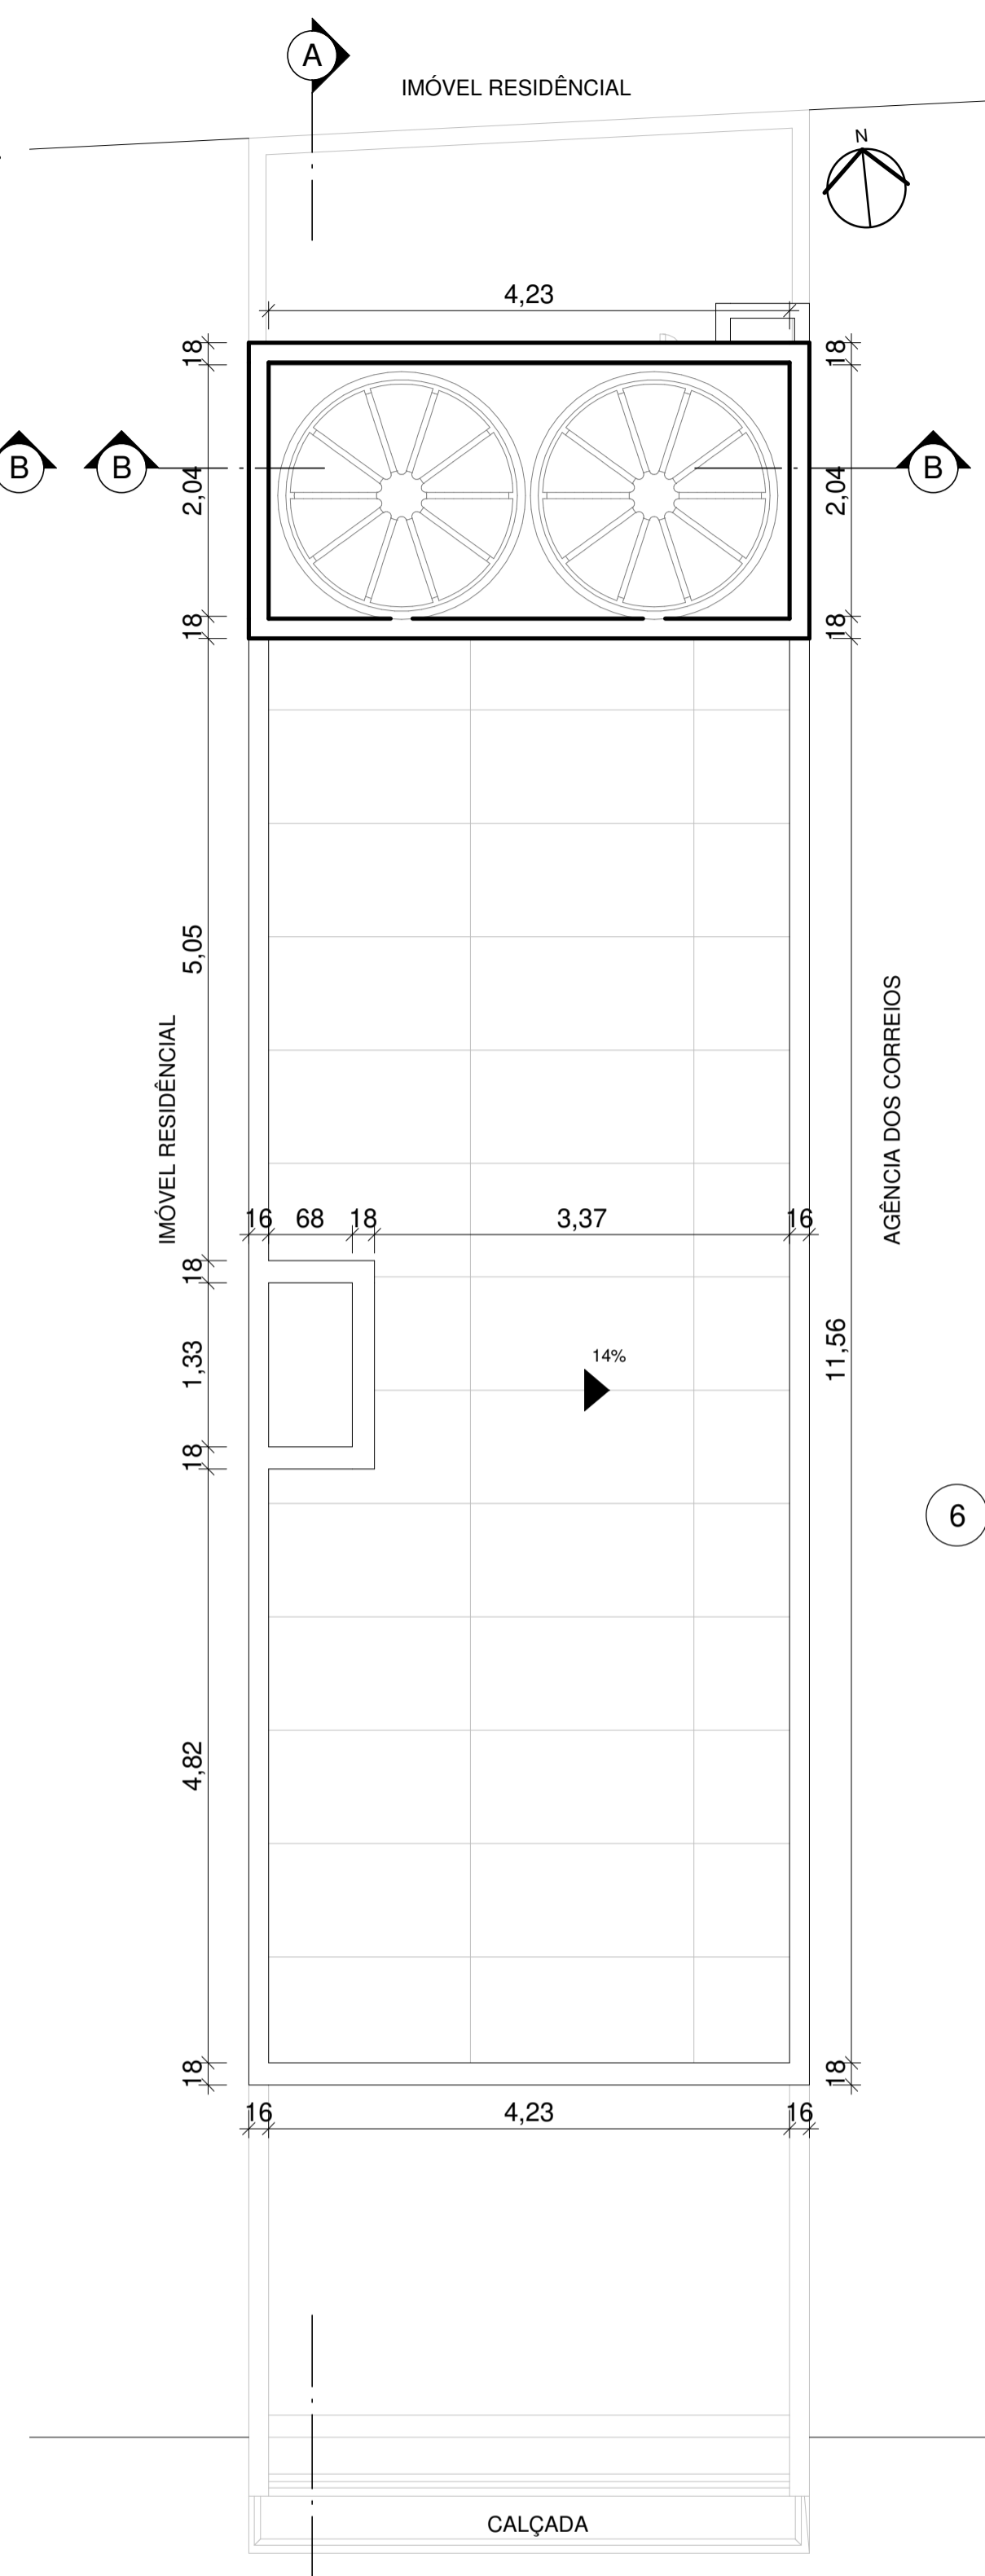 A
IMÓVEL RESIDÊNCIAL
N
4,23
18
18
B
B
2,04
2,04
B
18
18
5,05
IMÓVEL RESIDÊNCIAL
AGÊNCIA DOS CORREIOS
16 68 18 3,37 16
18
1,33
14%
11,56
18
6
4,82
18
18
16 4,23 16
CALÇADA